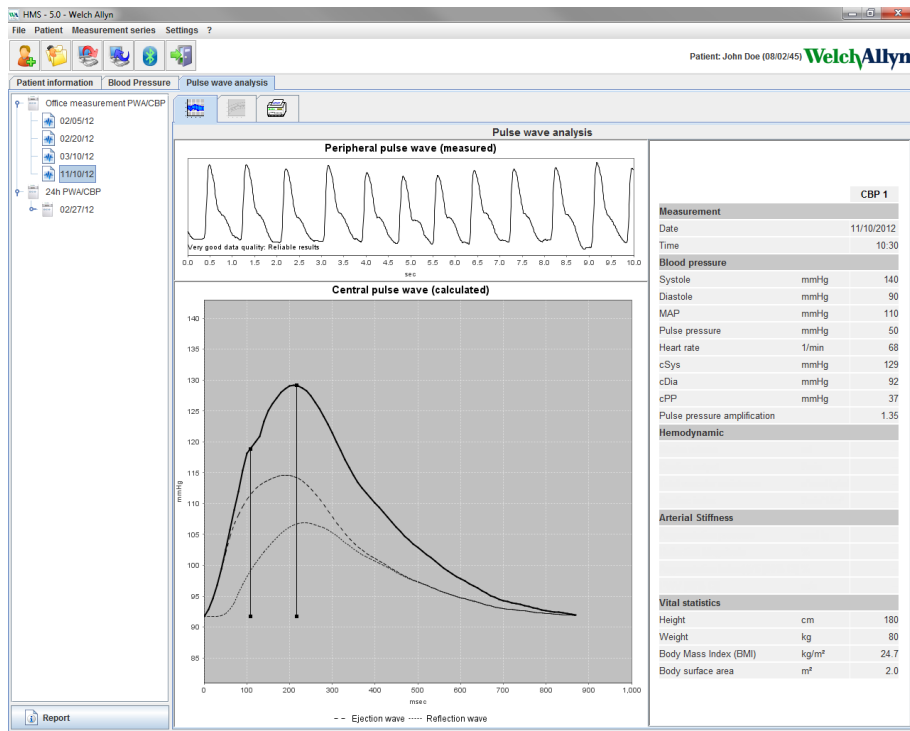 HMS - 5.0 - Welch Allyn
File Patient Measurement series Settings ?
Patient: John Doe (08/02/45) WelchAllyn
Patient information Blood Pressure Pulse wave analysis
Office measurement PWA/CBP
02/05/12
02/20/12
03/10/12
11/10/12
24h PWA/CBP
02/27/12
Report
Pulse wave analysis
Peripheral pulse wave (measured)
Very good data quality: Reliable results
0.0 0.5 1.0 1.5 2.0 2.5 3.0 3.5 4.0 4.5 5.0 5.5 6.0 6.5 7.0 7.5 8.0 8.5 9.0 9.5 10.0
sec
Central pulse wave (calculated)
140
135
130
125
120
115
110
105
100
95
90
85
mmHg
0 100 200 300 400 500 600 700 800 900 1,000
msec
Ejection wave Reflection wave
CBP 1
Measurement
Date 11/10/2012
Time 10:30
Blood pressure
Systole mmHg 140
Diastole mmHg 90
MAP mmHg 110
Pulse pressure mmHg 50
Heart rate 1/min 68
cSys mmHg 129
cDia mmHg 92
cPP mmHg 37
Pulse pressure amplification 1.35
Hemodynamic
Arterial Stiffness
Vital statistics
Height cm 180
Weight kg 80
Body Mass Index (BMI) kg/m² 24.7
Body surface area m² 2.0